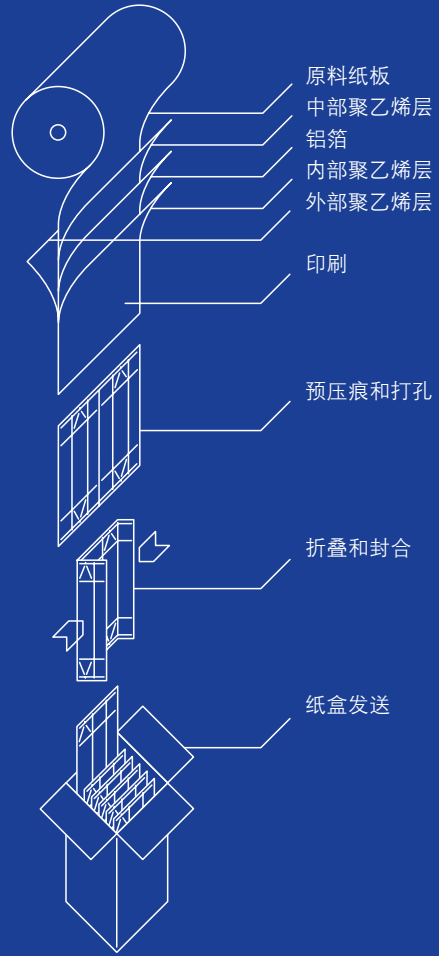 原料纸板
中部聚乙烯层
铝箔
内部聚乙烯层
外部聚乙烯层
印刷
预压痕和打孔
折叠和封合
纸盒发送